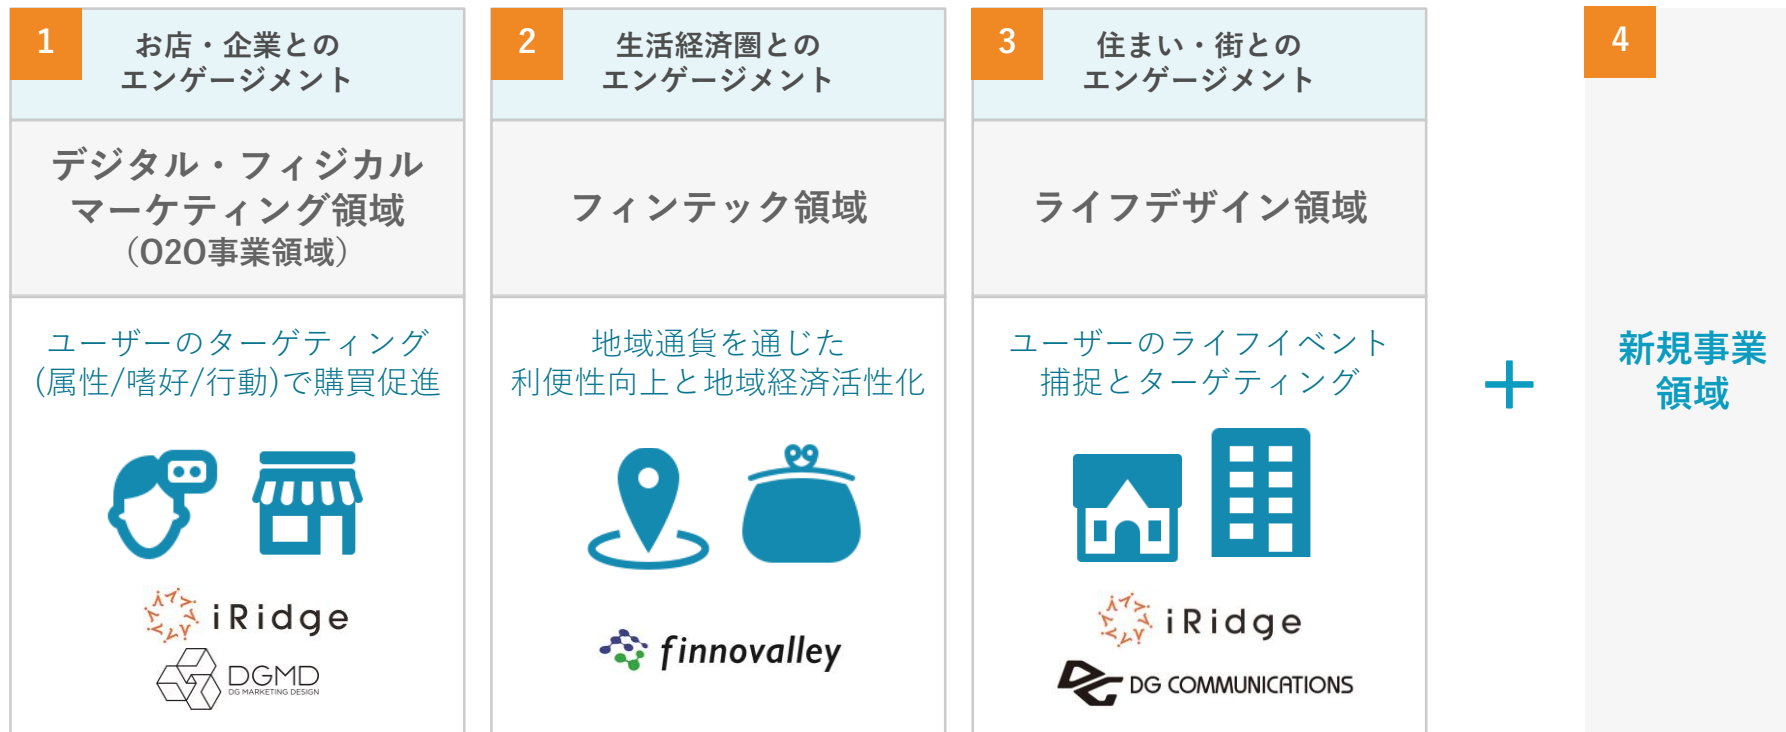 1
お店・企業との
エンゲージメント
デジタル・フィジカル
マーケティング領域
（O2O事業領域）
ユーザーのターゲティング
(属性/嗜好/行動)で購買促進
iRidge
DGMD
DG MARKETING DESIGN
2
生活経済圏との
エンゲージメント
フィンテック領域
地域通貨を通じた
利便性向上と地域経済活性化
finnovalley
3
住まい・街との
エンゲージメント
ライフデザイン領域
ユーザーのライフイベント
捕捉とターゲティング
iRidge
DG COMMUNICATIONS
+
4
新規事業
領域